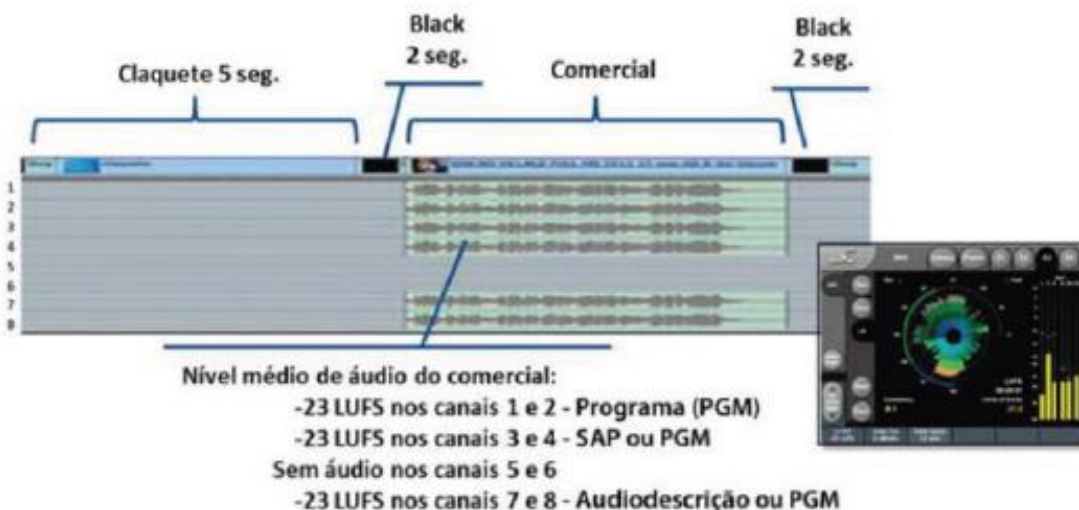 Black
2 seg.
Black
2 seg.
Claquete 5 seg.
Comercial
1
2
3
4
5
6
7
8
Nível médio de áudio do comercial:
-23 LUFS nos canais 1 e 2 - Programa (PGM)
-23 LUFS nos canais 3 e 4 - SAP ou PGM
Sem áudio nos canais 5 e 6
-23 LUFS nos canais 7 e 8 - Audiodescrição ou PGM